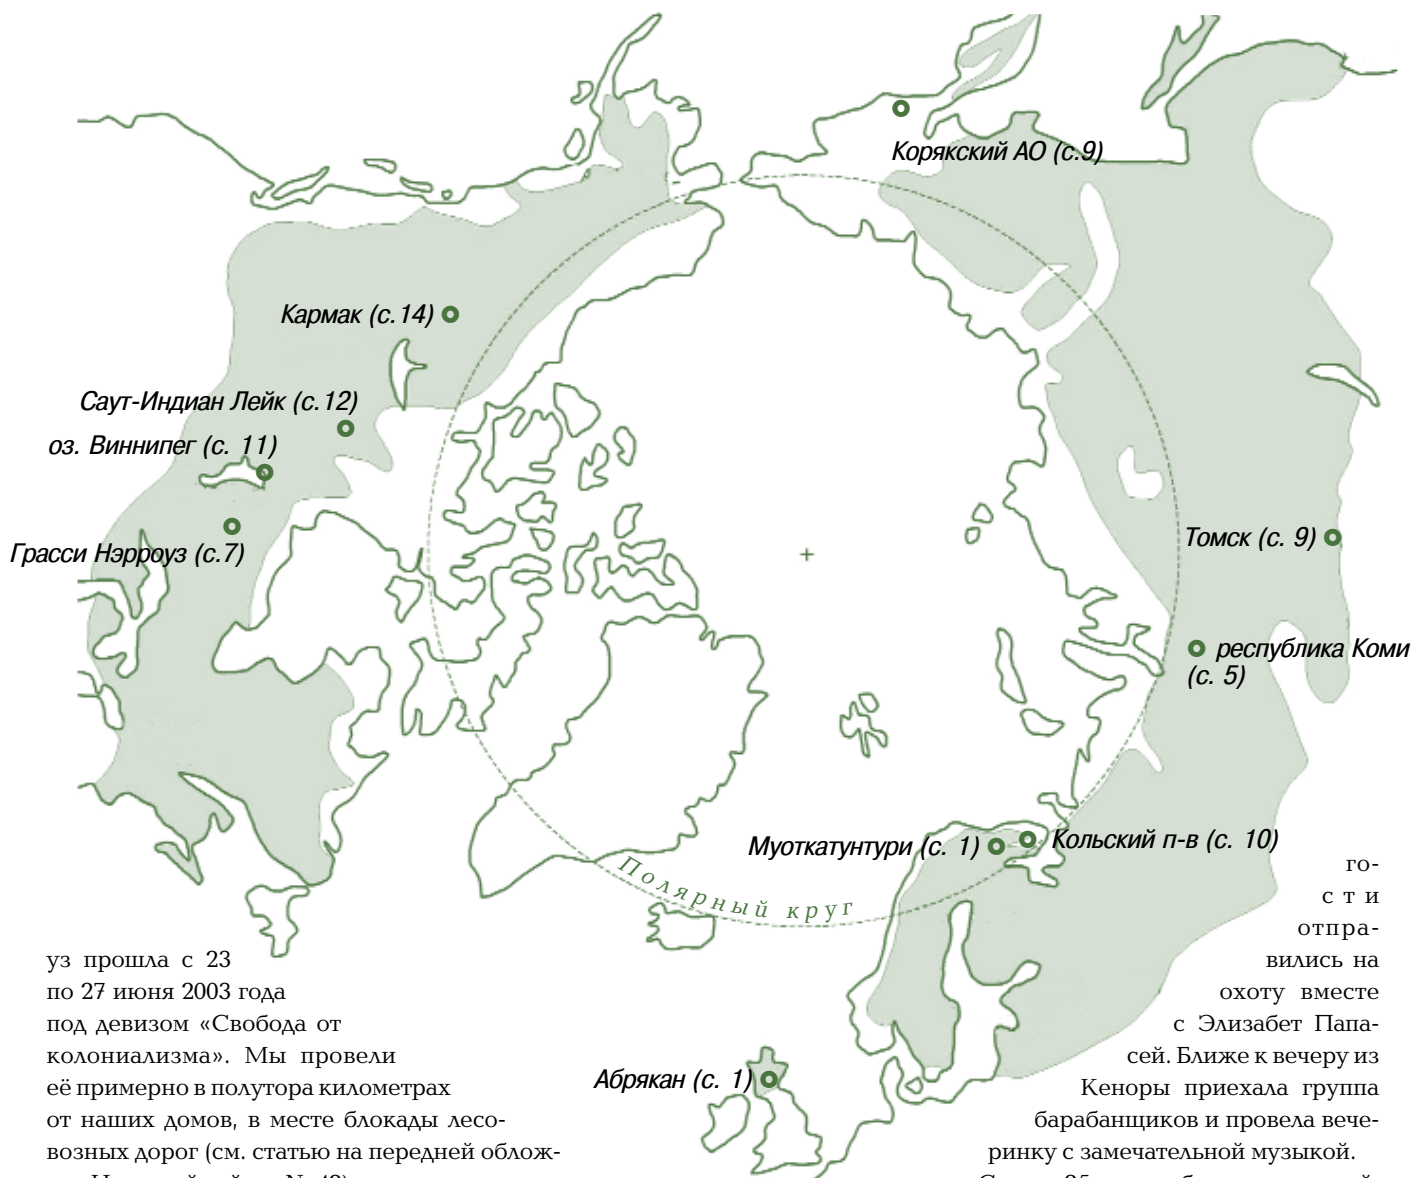 Корякский АО (с.9)
Кармак (с.14)
Саут-Индиан Лейк (с.12)
оз. Виннипег (с. 11)
Грасси Нэрроуз (с.7)
Томск (с. 9)
республика Коми
(с. 5)
Муоткатунтури (с. 1)
Кольский п-в (с. 10)
Полярный круг
Абрякан (с. 1)
уз прошла с 23
по 27 июня 2003 года
под девизом «Свобода от
колониализма». Мы провели
её примерно в полутора километрах
от наших домов, в месте блокады лесо-
возных дорог (см. статью на передней облож-
го-
сти
отпра-
вились на
охоту вместе
с Элизабет Папа-
сей. Ближе к вечеру из
Кеноры приехала группа
барабанщиков и провела вече-
ринку с замечательной музыкой.